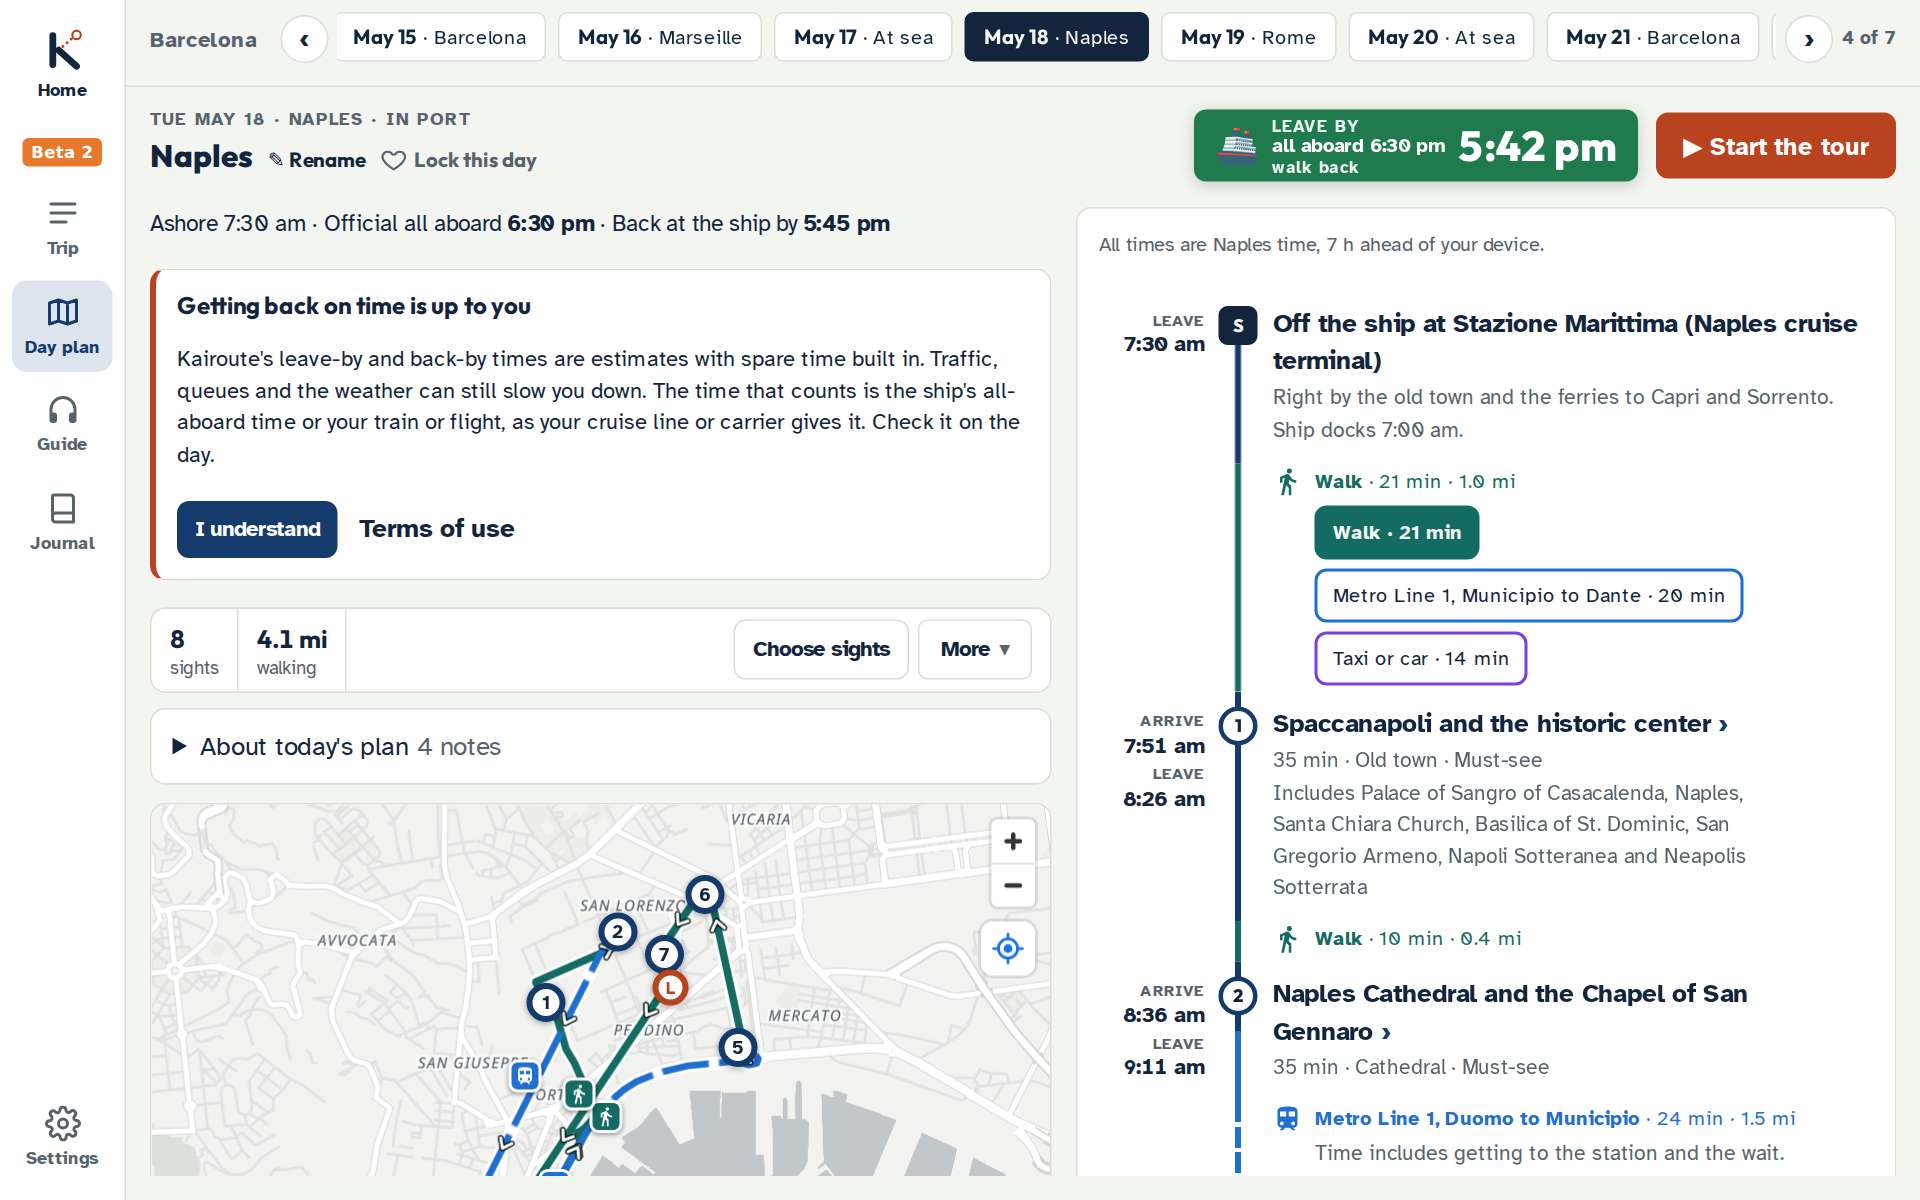 Home
Beta 2
Trip
Day plan
Guide
Journal
Settings
Barcelona
‹
May 15 · Barcelona
May 16 · Marseille
May 17 · At sea
May 18 · Naples
May 19 · Rome
May 20 · At sea
May 21 · Barcelona
›
4 of 7
TUE MAY 18 · NAPLES · IN PORT
Naples
✎ Rename
Lock this day
LEAVE BY
all aboard 6:30 pm
walk back
5:42 pm
▶ Start the tour
Ashore 7:30 am · Official all aboard 6:30 pm · Back at the ship by 5:45 pm
Getting back on time is up to you
Kairoute's leave-by and back-by times are estimates with spare time built in. Traffic,
queues and the weather can still slow you down. The time that counts is the ship's all-
aboard time or your train or flight, as your cruise line or carrier gives it. Check it on the
day.
I understand
Terms of use
8
sights
4.1 mi
walking
Choose sights
More ▾
▶ About today's plan 4 notes
VICARIA
SAN LORENZO
AVVOCATA
MERCATO
SAN GIUSEPPE
6
2
7
L
1
5
+
−
All times are Naples time, 7 h ahead of your device.
LEAVE
7:30 am
S
Off the ship at Stazione Marittima (Naples cruise
terminal)
Right by the old town and the ferries to Capri and Sorrento.
Ship docks 7:00 am.
Walk · 21 min · 1.0 mi
Walk · 21 min
Metro Line 1, Municipio to Dante · 20 min
Taxi or car · 14 min
ARRIVE
7:51 am
LEAVE
8:26 am
1
Spaccanapoli and the historic center ›
35 min · Old town · Must-see
Includes Palace of Sangro of Casacalenda, Naples,
Santa Chiara Church, Basilica of St. Dominic, San
Gregorio Armeno, Napoli Sotteranea and Neapolis
Sotterrata
Walk · 10 min · 0.4 mi
ARRIVE
8:36 am
LEAVE
9:11 am
2
Naples Cathedral and the Chapel of San
Gennaro ›
35 min · Cathedral · Must-see
Metro Line 1, Duomo to Municipio · 24 min · 1.5 mi
Time includes getting to the station and the wait.